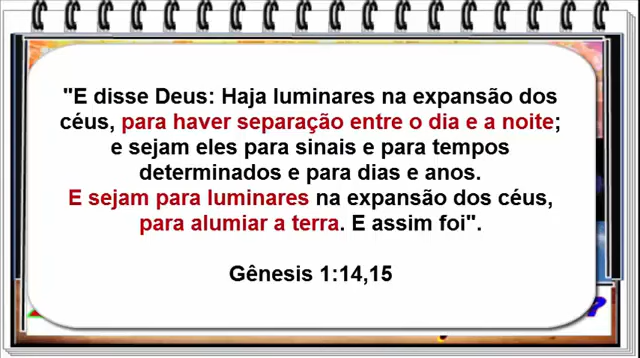 "E disse Deus: Haja luminares na expansão dos
céus, para haver separação entre o dia e a noite;
e sejam eles para sinais e para tempos
determinados e para dias e anos.
E sejam para luminares na expansão dos céus,
para alumiar a terra. E assim foi".
Gênesis 1:14,15
?